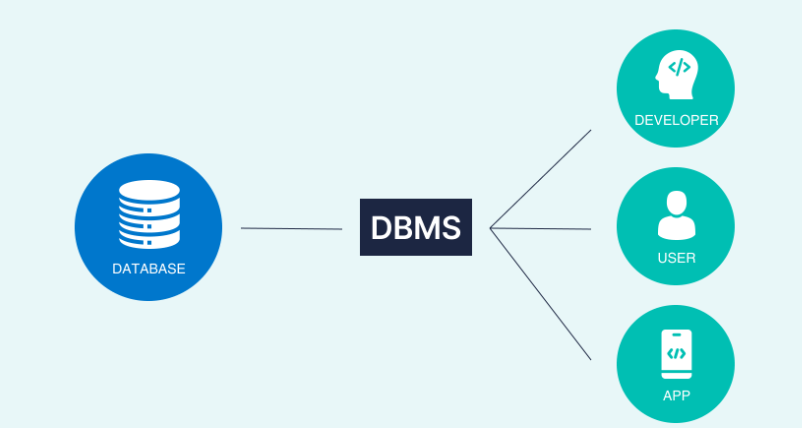 DATABASE
DBMS
</> DEVELOPER
USER
</> APP